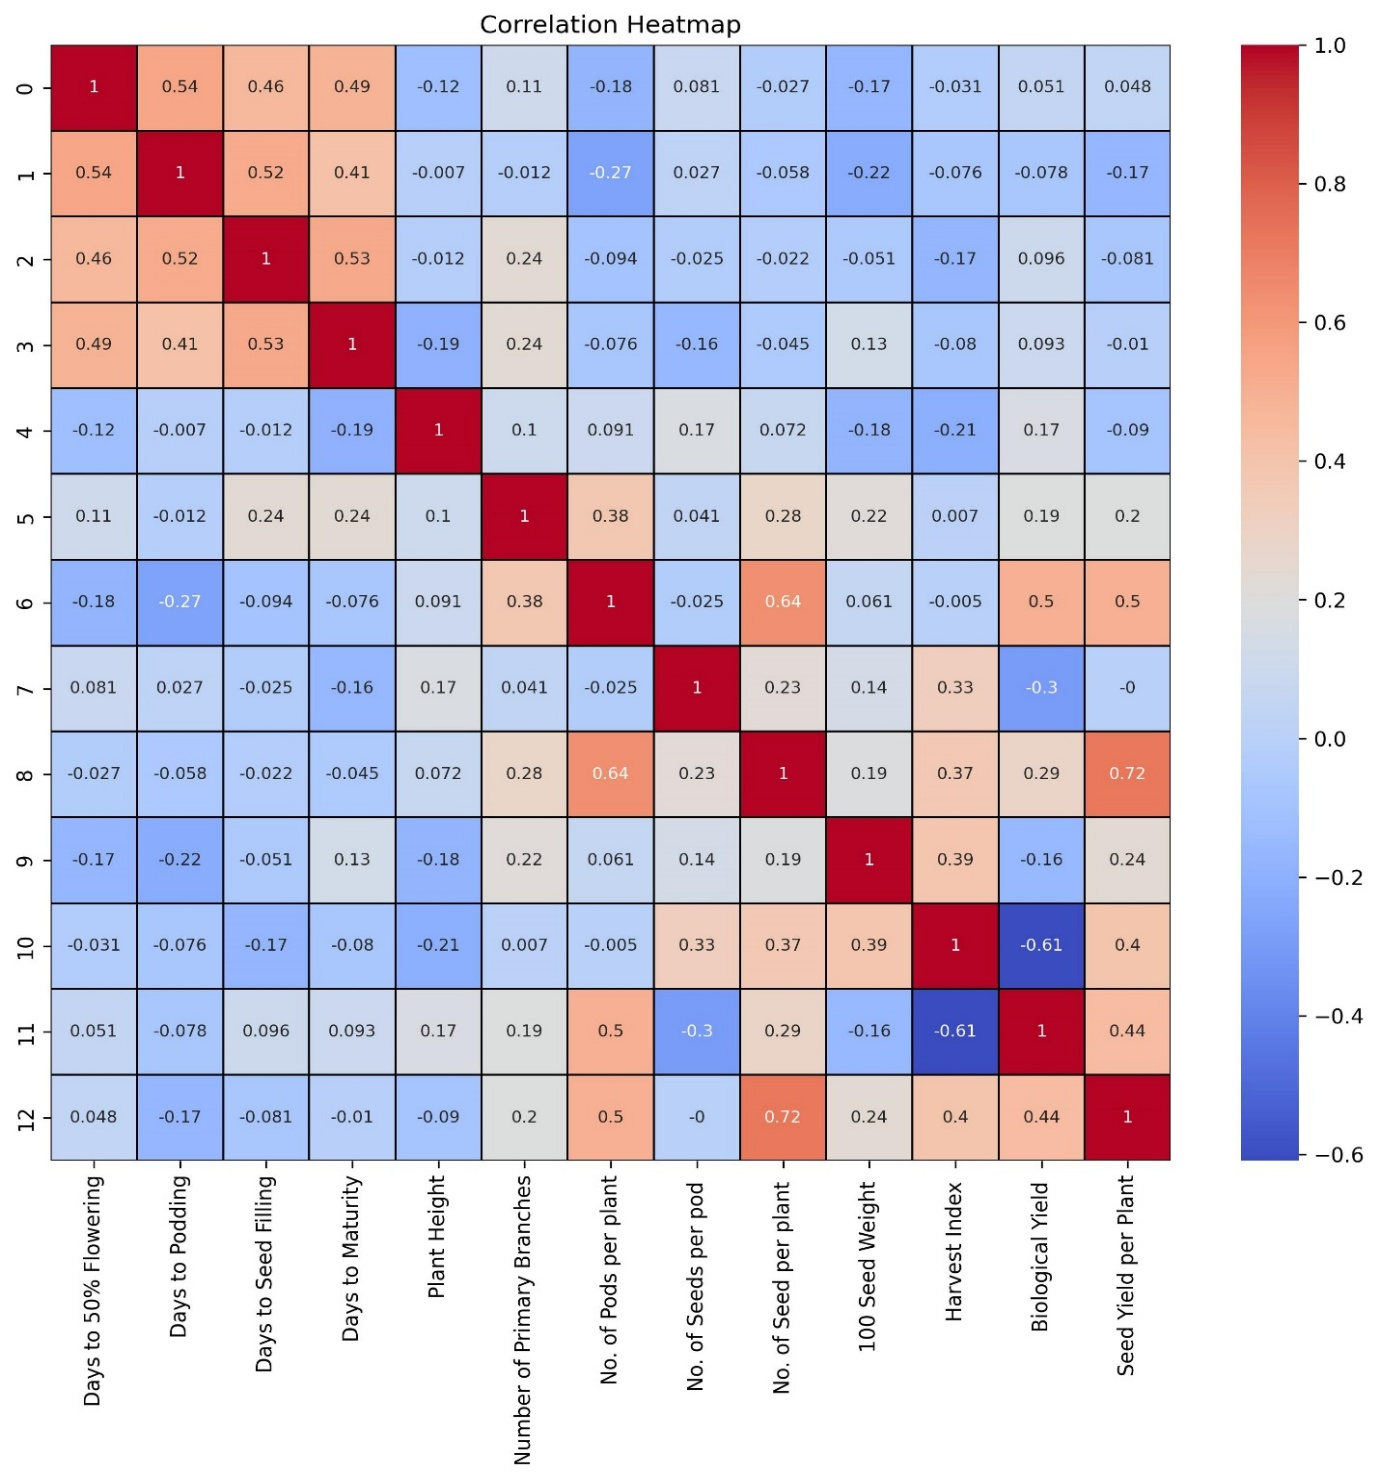 Correlation Heatmap
0 1 0.54 0.46 0.49 -0.12 0.11 -0.18 0.081 -0.027 -0.17 -0.031 0.051 0.048
1 0.54 1 0.52 0.41 -0.007 -0.012 -0.27 0.027 -0.058 -0.22 -0.076 -0.078 -0.17
2 0.46 0.52 1 0.53 -0.012 0.24 -0.094 -0.025 -0.022 -0.051 -0.17 0.096 -0.081
3 0.49 0.41 0.53 1 -0.19 0.24 -0.076 -0.16 -0.045 0.13 -0.08 0.093 -0.01
4 -0.12 -0.007 -0.012 -0.19 1 0.1 0.091 0.17 0.072 -0.18 -0.21 0.17 -0.09
5 0.11 -0.012 0.24 0.24 0.1 1 0.38 0.041 0.28 0.22 0.007 0.19 0.2
6 -0.18 -0.27 -0.094 -0.076 0.091 0.38 1 -0.025 0.64 0.061 -0.005 0.5 0.5
7 0.081 0.027 -0.025 -0.16 0.17 0.041 -0.025 1 0.23 0.14 0.33 -0.3 -0
8 -0.027 -0.058 -0.022 -0.045 0.072 0.28 0.64 0.23 1 0.19 0.37 0.29 0.72
9 -0.17 -0.22 -0.051 0.13 -0.18 0.22 0.061 0.14 0.19 1 0.39 -0.16 0.24
10 -0.031 -0.076 -0.17 -0.08 -0.21 0.007 -0.005 0.33 0.37 0.39 1 -0.61 0.4
11 0.051 -0.078 0.096 0.093 0.17 0.19 0.5 -0.3 0.29 -0.16 -0.61 1 0.44
12 0.048 -0.17 -0.081 -0.01 -0.09 0.2 0.5 -0 0.72 0.24 0.4 0.44 1
Days to 50% Flowering
Days to Podding
Days to Seed Filling
Days to Maturity
Plant Height
Number of Primary Branches
No. of Pods per plant
No. of Seeds per pod
No. of Seed per plant
100 Seed Weight
Harvest Index
Biological Yield
Seed Yield per Plant
1.0
0.8
0.6
0.4
0.2
0.0
−0.2
−0.4
−0.6